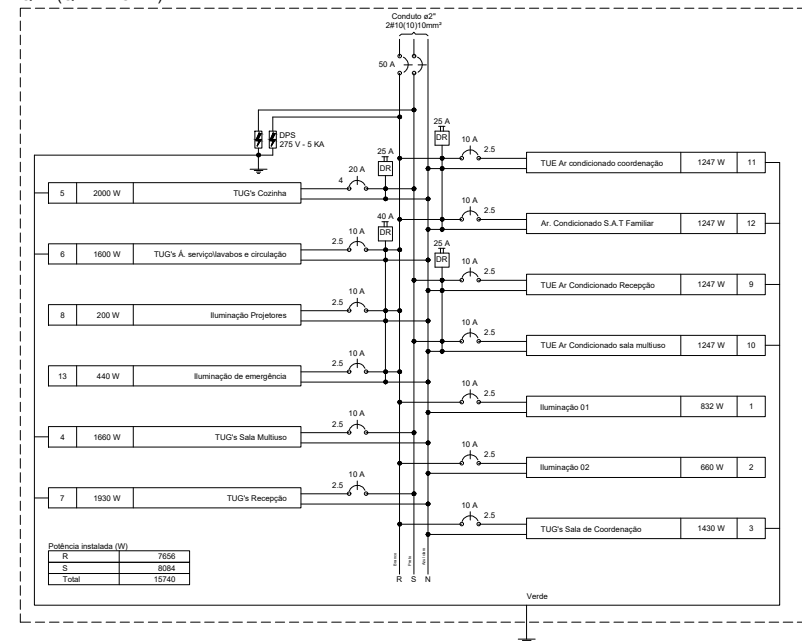 Conduto ø2"
2#10(10)10mm²
50 A
DPS
275 V - 5 KA
25 A
DR
20 A
4
5 2000 W TUG's Cozinha
40 A
DR
10 A
2.5
6 1600 W TUG's Á. serviço\lavabos e circulação
10 A
2.5
8 200 W Iluminação Projetores
10 A
2.5
13 440 W Iluminação de emergência
10 A
2.5
4 1660 W TUG's Sala Multiuso
10 A
2.5
7 1930 W TUG's Recepção
25 A
DR
10 A
2.5
TUE Ar condicionado coordenação 1247 W 11
10 A
2.5
Ar. Condicionado S.A.T Familiar 1247 W 12
25 A
DR
10 A
2.5
TUE Ar Condicionado Recepção 1247 W 9
10 A
2.5
TUE Ar Condicionado sala multiuso 1247 W 10
10 A
2.5
Iluminação 01 832 W 1
10 A
2.5
Iluminação 02 660 W 2
10 A
2.5
TUG's Sala de Coordenação 1430 W 3
Potência instalada (W)
R 7656
S 8084
Total 15740
R S N
Verde